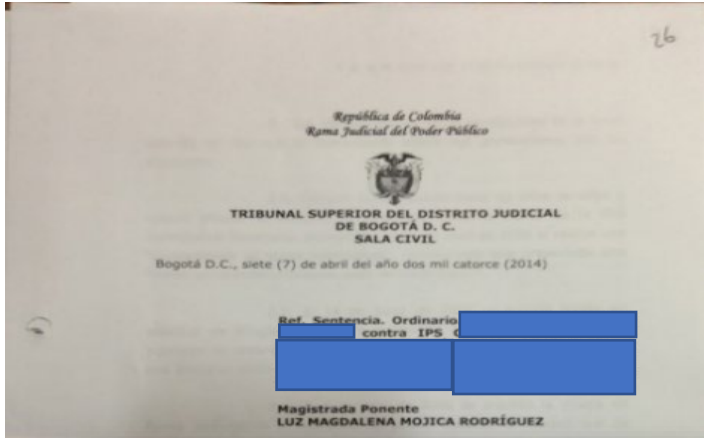 26
República de Colombia
Rama Judicial del Poder Público
TRIBUNAL SUPERIOR DEL DISTRITO JUDICIAL
DE BOGOTÁ D. C.
SALA CIVIL
Bogotá D.C., siete (7) de abril del año dos mil catorce (2014)
Ref. Sentencia. Ordinario
contra IPS
Magistrada Ponente
LUZ MAGDALENA MOJICA RODRÍGUEZ